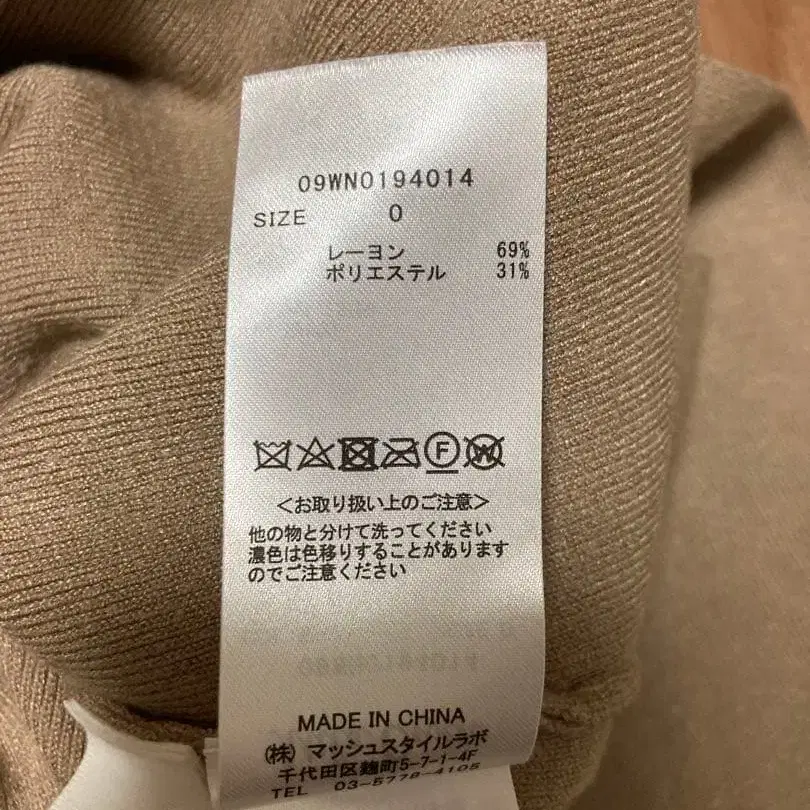 09WN0194014
SIZE 0
レーヨン 69%
ポリエステル 31%
F W
<お取り扱い上のご注意>
他の物と分けて洗ってください
濃色は色移りすることがあります
のでご注意ください
MADE IN CHINA
(株) マッシュスタイルラボ
千代田区麹町5-7-1-4F
TEL 03-5778-4105